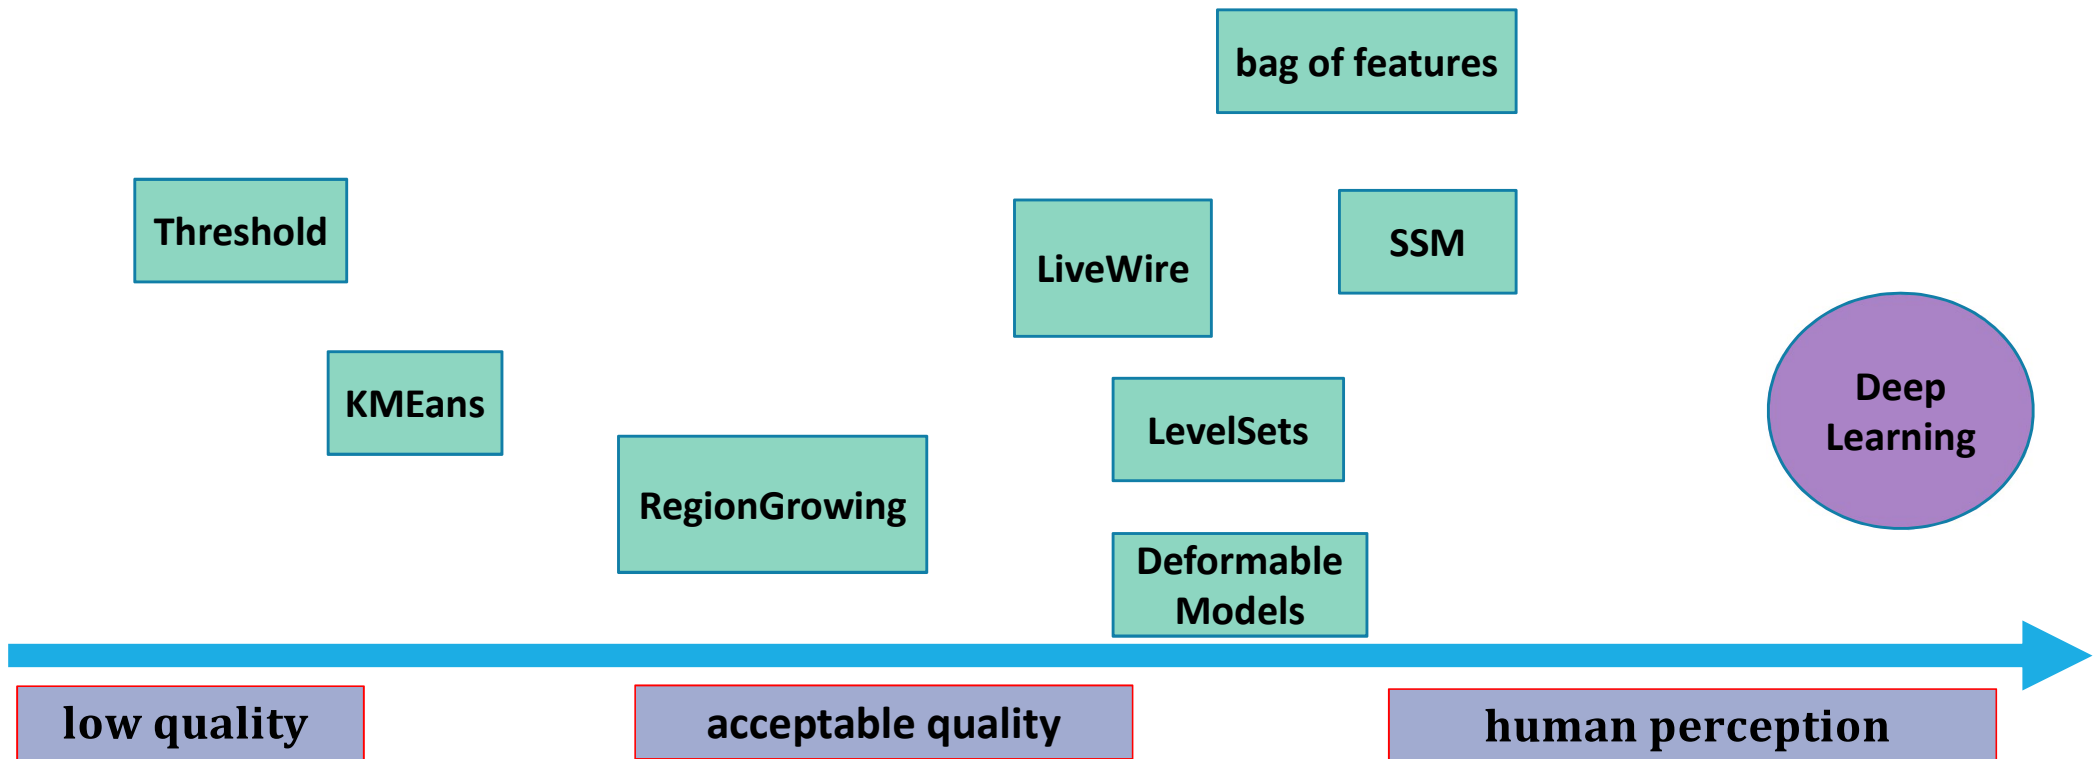 bag of features
Threshold
LiveWire
SSM
KMEans
LevelSets
Deep
Learning
RegionGrowing
Deformable
Models
low quality
acceptable quality
human perception